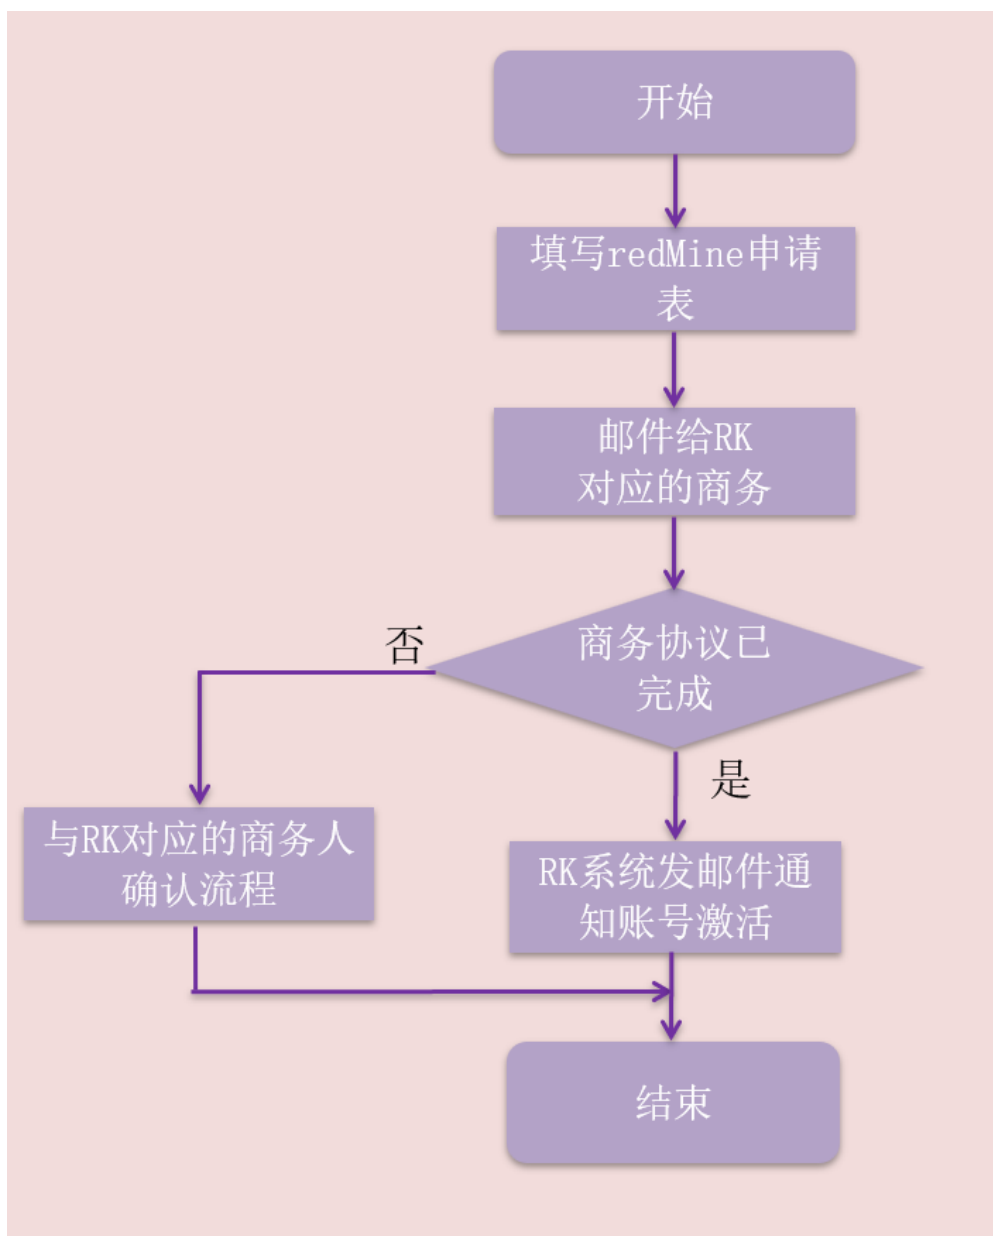 开始
填写redMine申请
表
邮件给RK
对应的商务
商务协议已
完成
否
是
与RK对应的商务人
确认流程
RK系统发邮件通
知账号激活
结束